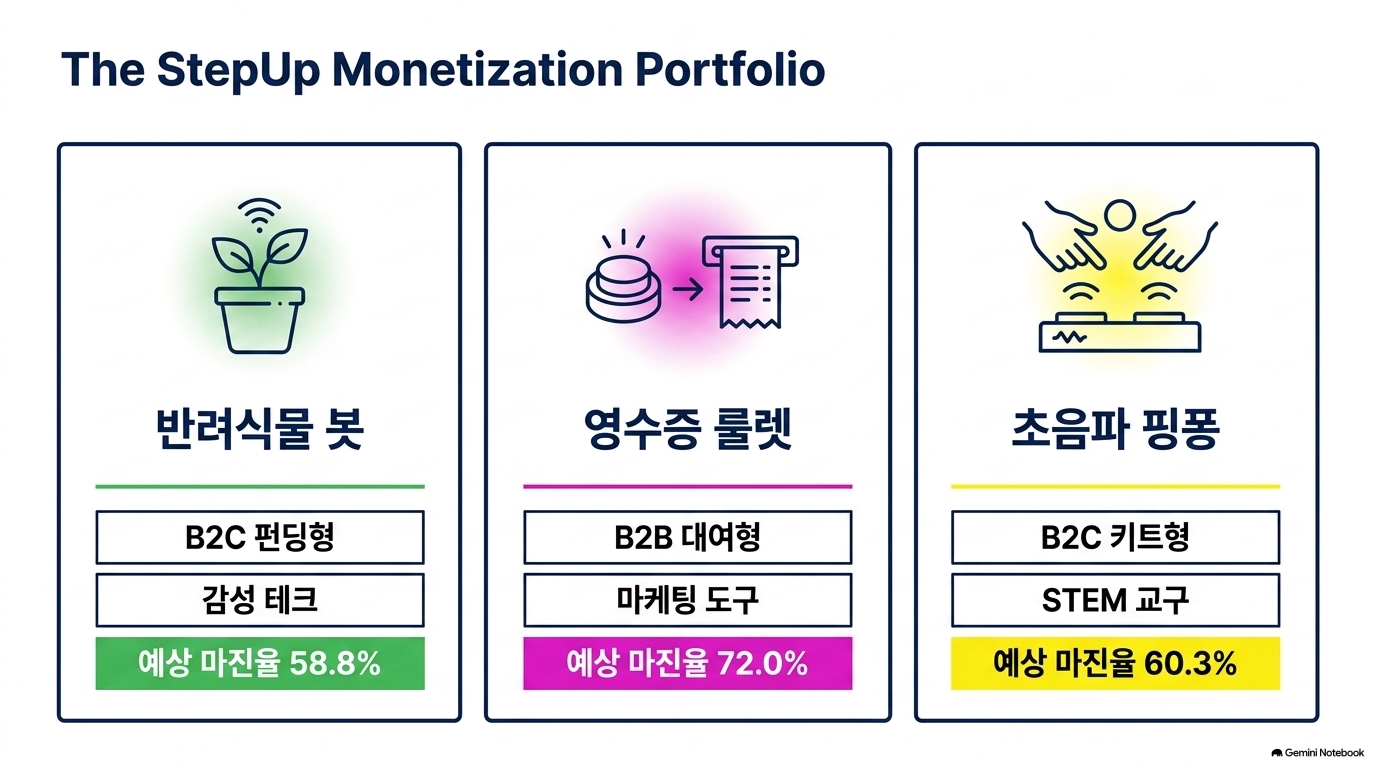 The StepUp Monetization Portfolio
반려식물 봇
B2C 펀딩형
감성 테크
예상 마진율 58.8%
영수증 룰렛
B2B 대여형
마케팅 도구
예상 마진율 72.0%
초음파 핑퐁
B2C 키트형
STEM 교구
예상 마진율 60.3%
Gemini Notebook